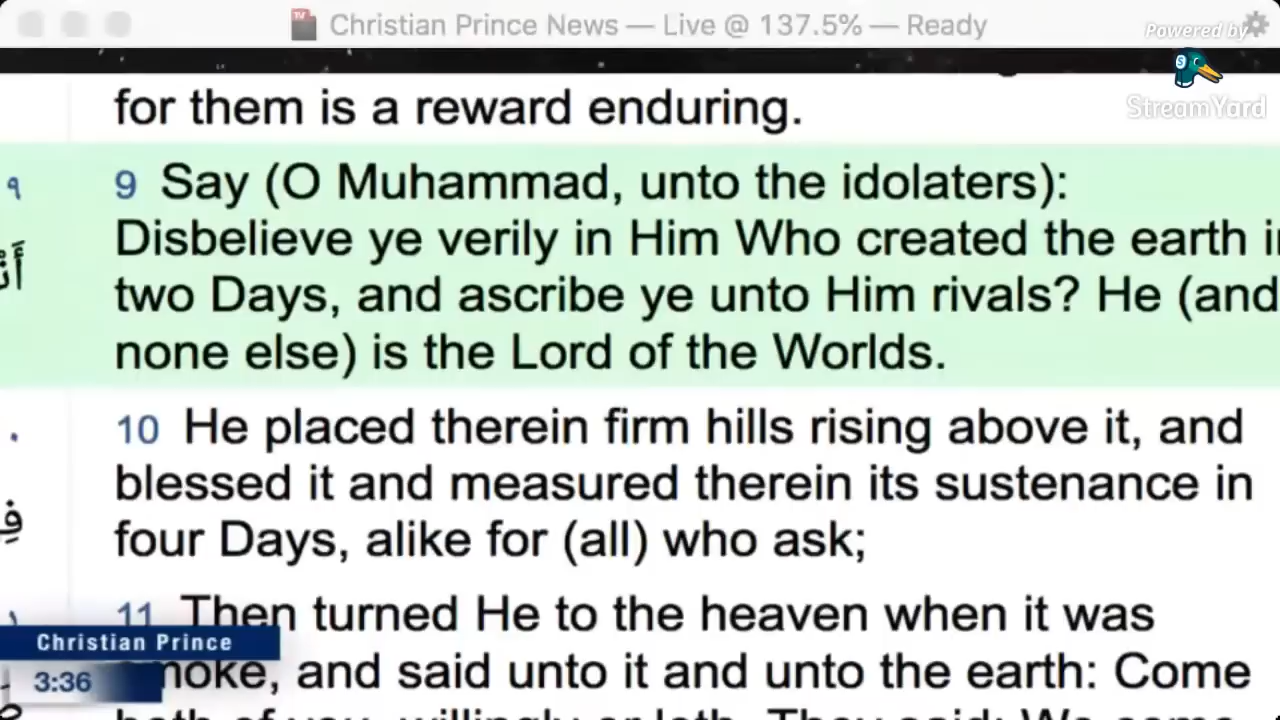 Christian Prince News — Live @ 137.5% — Ready
Powered by
StreamYard
for them is a reward enduring.
٩
9 Say (O Muhammad, unto the idolaters):
Disbelieve ye verily in Him Who created the earth
two Days, and ascribe ye unto Him rivals? He (and
none else) is the Lord of the Worlds.
10 He placed therein firm hills rising above it, and
blessed it and measured therein its sustenance in
four Days, alike for (all) who ask;
11 Then turned He to the heaven when it was
moke, and said unto it and unto the earth: Come
Christian Prince
3:36